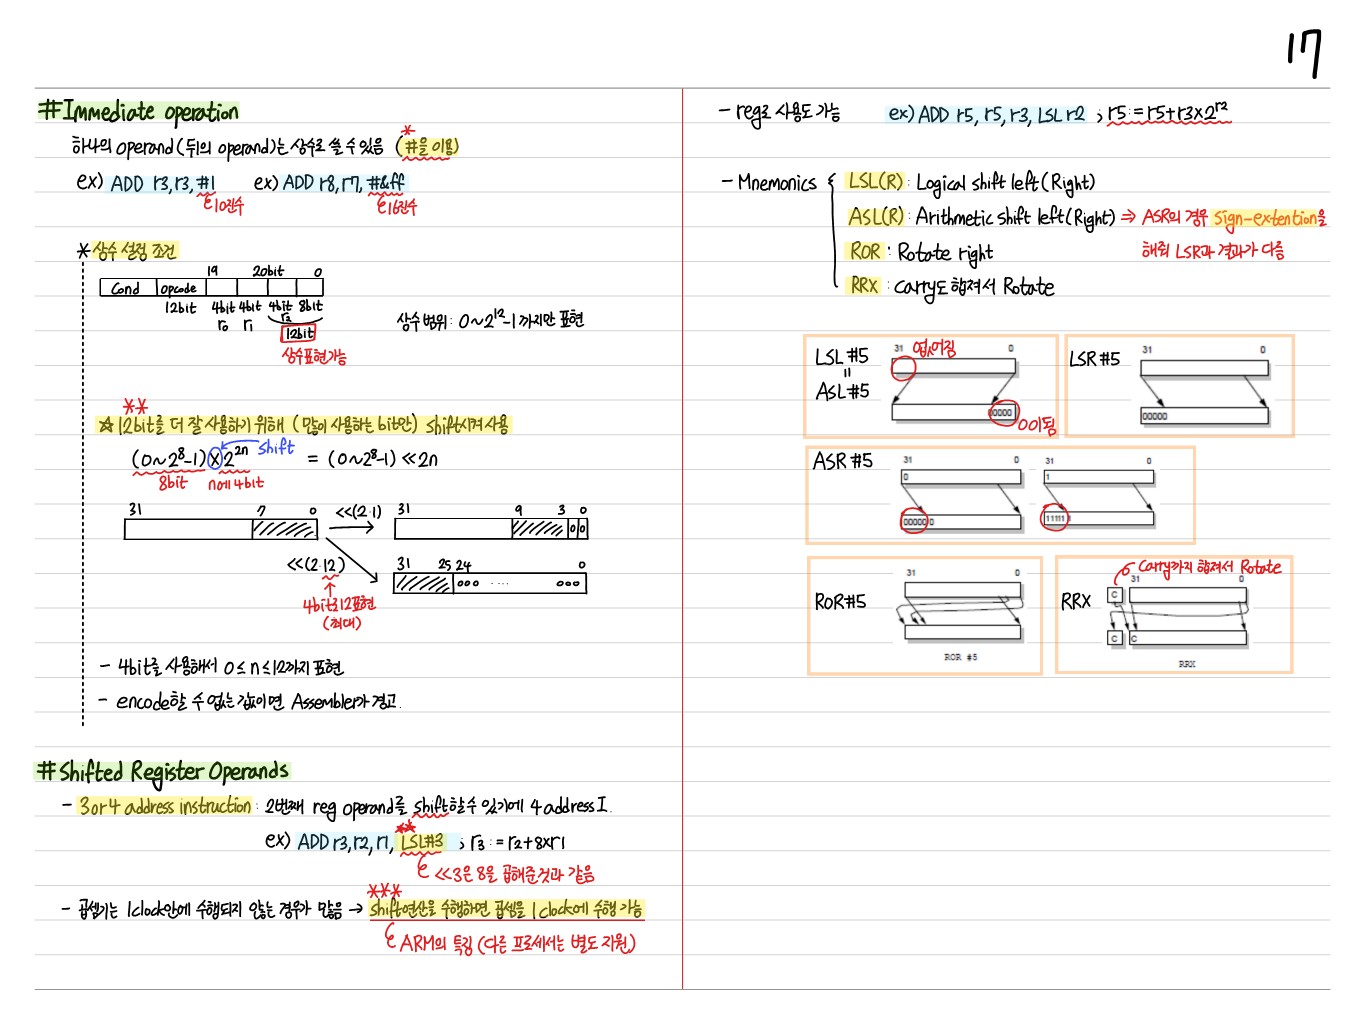 17
#Immediate operation
하나의 operand(뒤의 operand)는 상수로 쓸 수 있음 (#을 이용)
*
ex) ADD r3,r3,#1 ex) ADD r8,r7,#&ff
10진수 16진수
* 상수 설정 조건
19 20bit 0
Cond opcode
12bit 4bit 4bit 4bit 8bit
r0 r1 r2
12bit
상수표현가능
상수 범위: 0~2^12-1 까지만 표현
**
☆12bit를 더 잘 사용하기 위해 (많이 사용하는 bit만) shift시켜 사용
(0~2^8-1)×2^2n = (0~2^8-1) << 2n
shift
8bit n에 4bit
31 7 0 <<(2·1) 31 9 3 0
0 0
<<(2·12) 31 25 24 0
000 ···· 000
4bit로 12표현
(최대)
- 4bit를 사용해서 0≤n≤12까지 표현
- encode할 수 없는 값이면 Assembler가 경고.
#Shifted Register Operands
- 3 or 4 address instruction: 2번째 reg operand를 shift할 수 있기에 4 address I.
**
ex) ADD r3, r2, r1, LSL#3 ; r3 := r2+8×r1
<<3은 8을 곱해준것과 같음
***
- 곱셈기는 1clock안에 수행되지 않는 경우가 많음 → shift연산을 수행하면 곱셈을 1clock에 수행 가능
ARM의 특징 (다른 프로세서는 별도 지원)
- reg로 사용도 가능 ex) ADD r5, r5, r3, LSL r2 ; r5:=r5+r3×2^r2
- Mnemonics { LSL(R): Logical shift left(Right)
ASL(R): Arithmetic shift left(Right) ⇒ ASR의 경우 sign-extention을
ROR: Rotate right 해줘 LSR과 결과가 다름
RRX: Carry도 합쳐서 Rotate
LSL #5
=
ASL #5
31 없어짐 0
00000 0이됨
LSR #5
31 0
00000
ASR #5
31 0 31 0
0 1
00000 0 11111
ROR #5
31 0
ROR #5
Carry까지 합쳐서 Rotate
RRX
C 31 0
C C
RRX